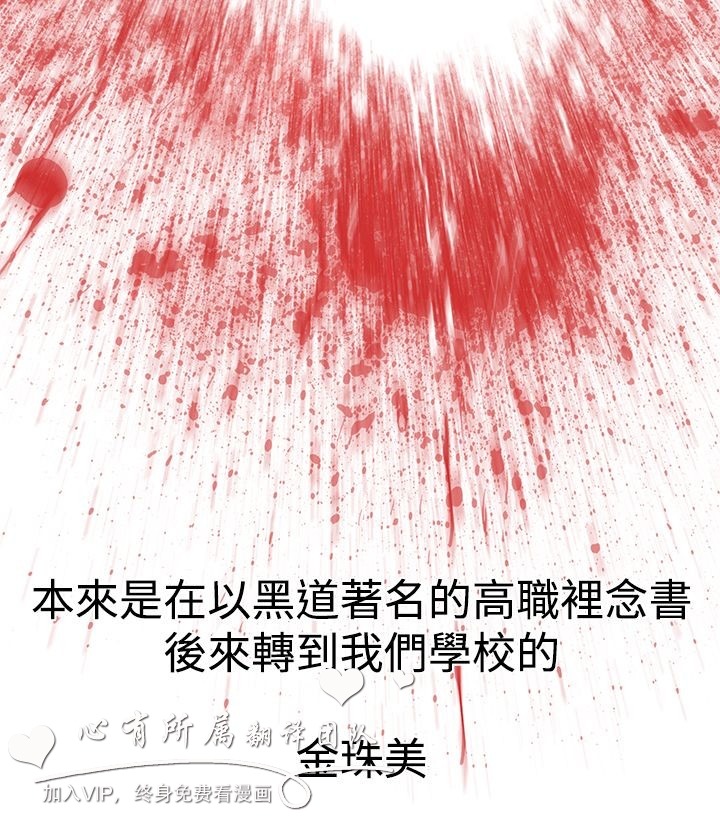 本來是在以黑道著名的高職裡念書
後來轉到我們學校的
心有所属翻译团队
金珠美
加入VIP，终身免费看漫画